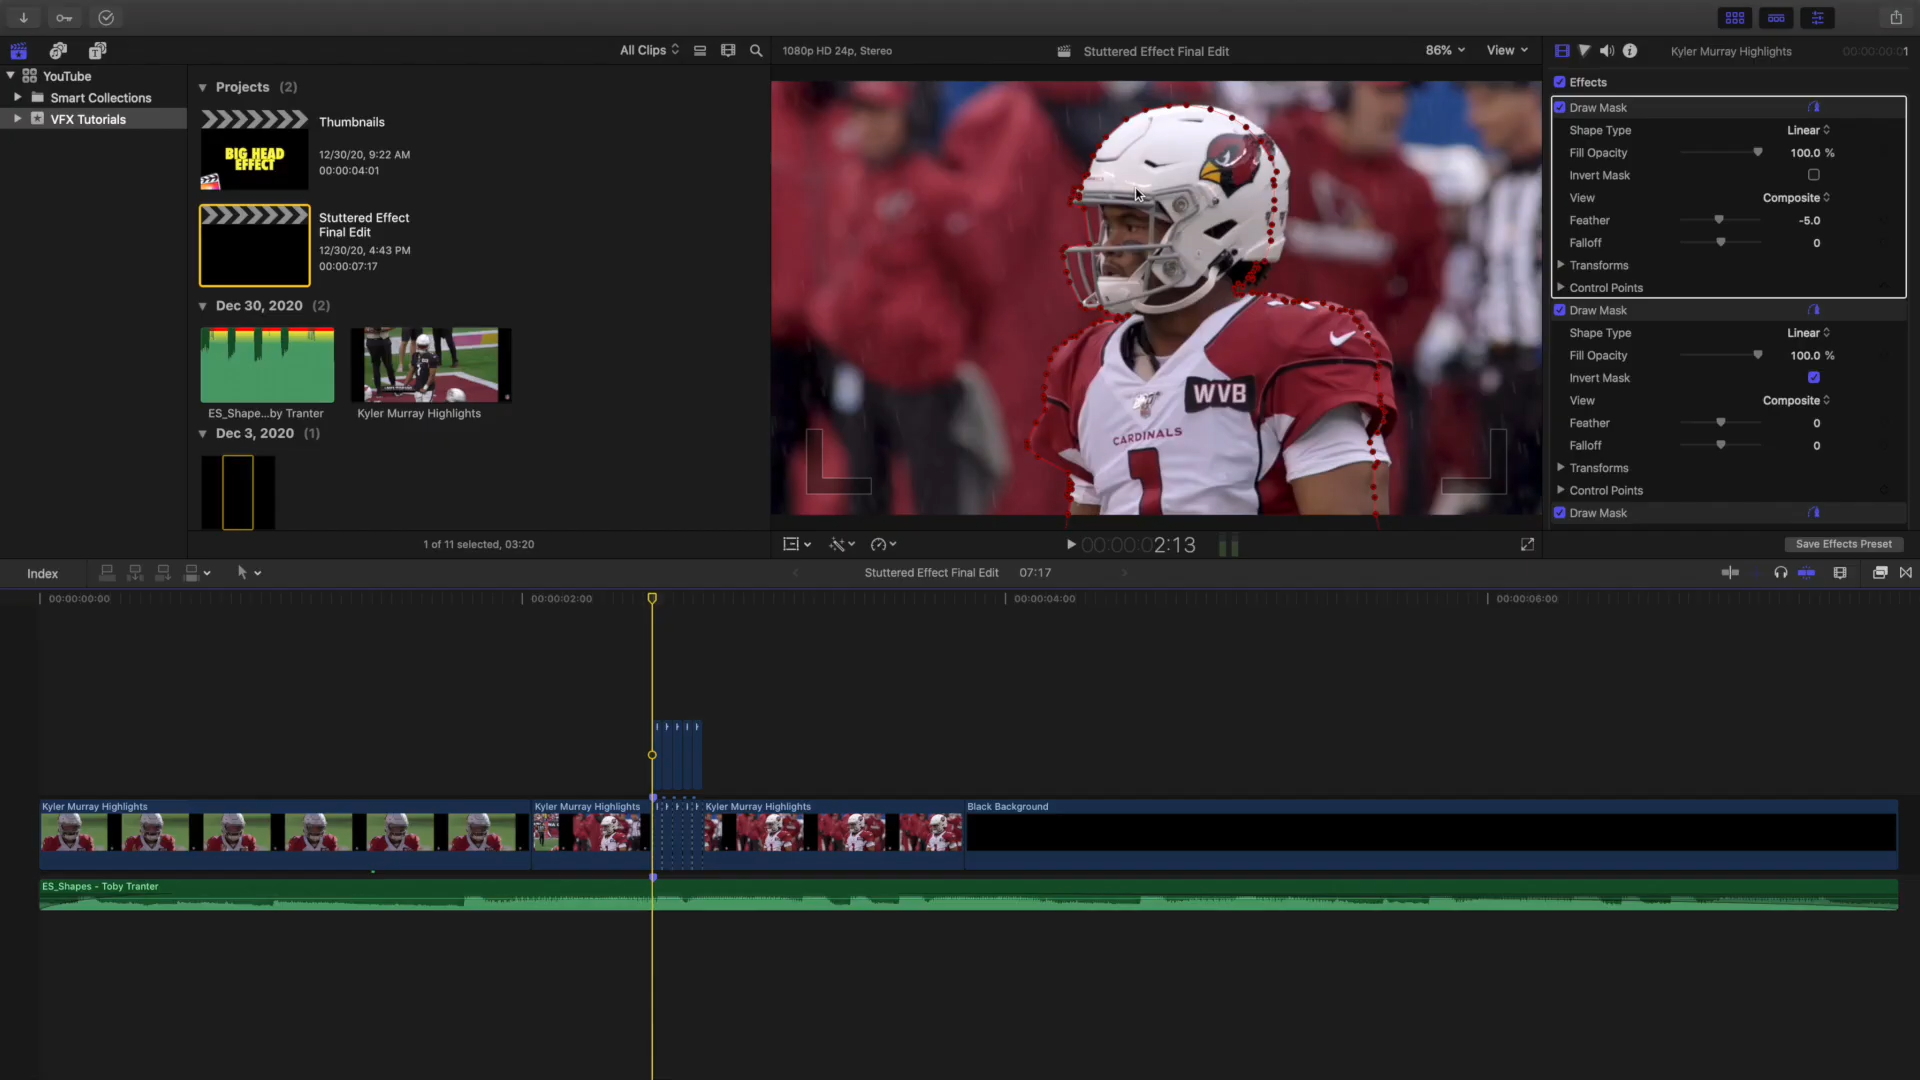 All Clips
1080p HD 24p, Stereo
Stuttered Effect Final Edit
86%
View
Kyler Murray Highlights
00:00:00:01
YouTube
Smart Collections
VFX Tutorials
Projects (2)
BIG HEAD
EFFECT
Thumbnails
12/30/20, 9:22 AM
00:00:04:01
Stuttered Effect
Final Edit
12/30/20, 4:43 PM
00:00:07:17
Dec 30, 2020 (2)
ES_Shape...by Tranter
Kyler Murray Highlights
Dec 3, 2020 (1)
1 of 11 selected, 03:20
WVB
CARDINALS
1
Effects
Draw Mask
Shape Type Linear
Fill Opacity 100.0 %
Invert Mask
View Composite
Feather -5.0
Falloff 0
Transforms
Control Points
Draw Mask
Shape Type Linear
Fill Opacity 100.0 %
Invert Mask
View Composite
Feather 0
Falloff 0
Transforms
Control Points
Draw Mask
Save Effects Preset
00:00:02:13
Index
Stuttered Effect Final Edit 07:17
00:00:00:00
00:00:02:00
00:00:04:00
00:00:06:00
Kyler Murray Highlights
Kyler Murray Highlights
Kyler Murray Highlights
Black Background
ES_Shapes - Toby Tranter